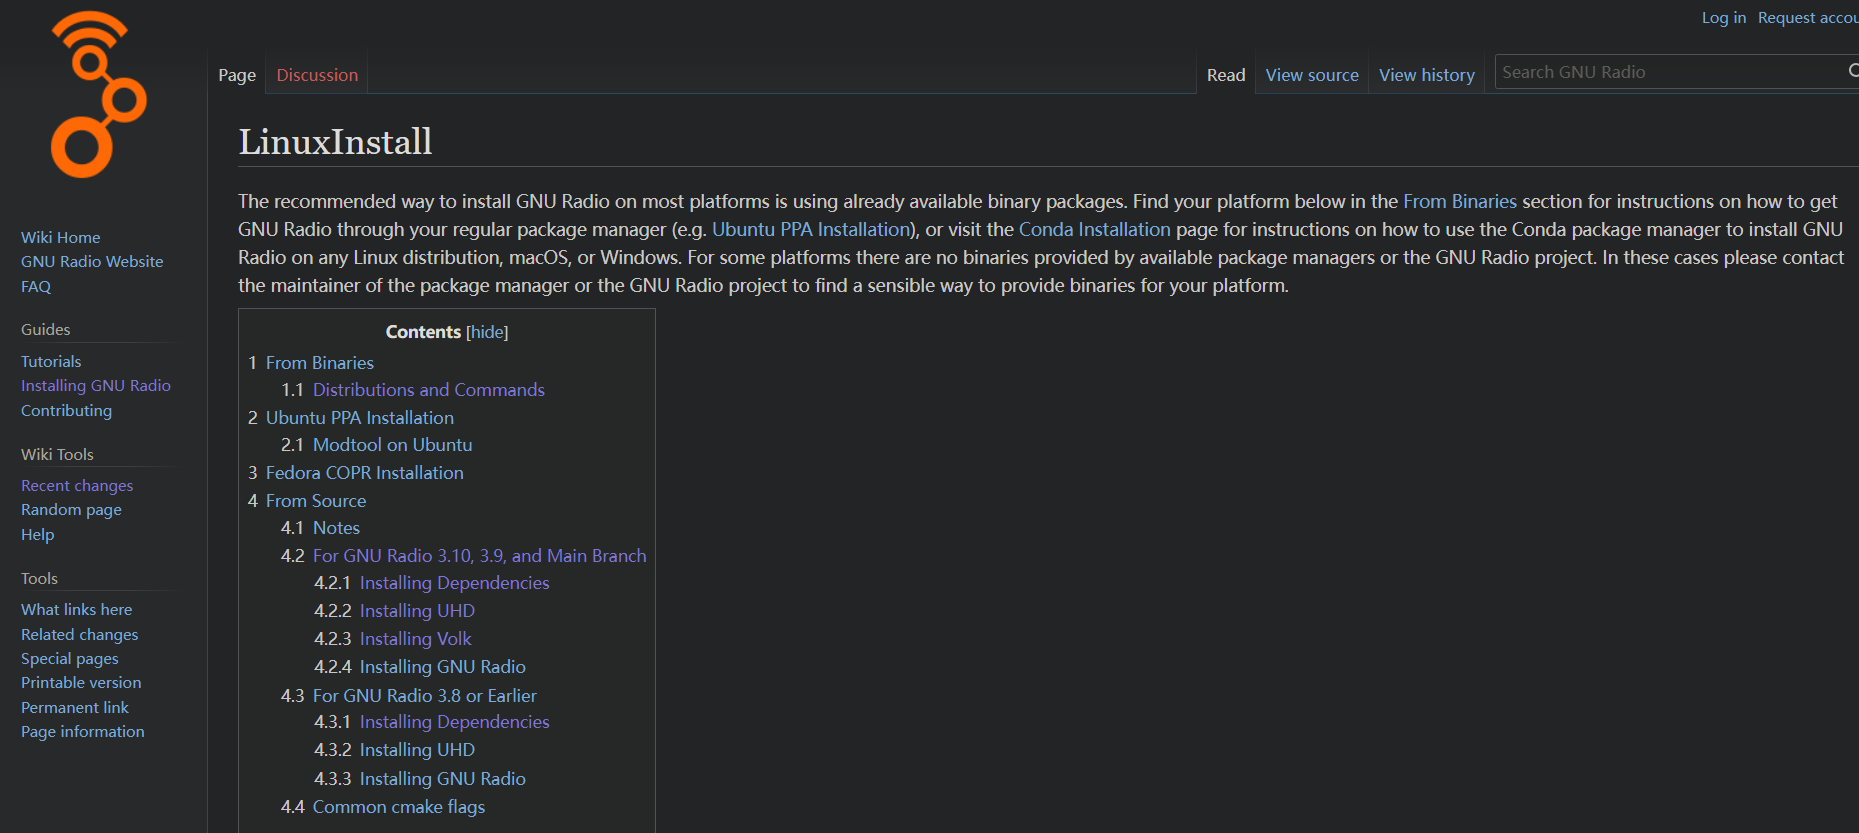 Log in Request accou
Page Discussion Read View source View history Search GNU Radio
LinuxInstall
The recommended way to install GNU Radio on most platforms is using already available binary packages. Find your platform below in the From Binaries section for instructions on how to get
GNU Radio through your regular package manager (e.g. Ubuntu PPA Installation), or visit the Conda Installation page for instructions on how to use the Conda package manager to install GNU
Radio on any Linux distribution, macOS, or Windows. For some platforms there are no binaries provided by available package managers or the GNU Radio project. In these cases please contact
the maintainer of the package manager or the GNU Radio project to find a sensible way to provide binaries for your platform.
Contents [hide]
1 From Binaries
1.1 Distributions and Commands
2 Ubuntu PPA Installation
2.1 Modtool on Ubuntu
3 Fedora COPR Installation
4 From Source
4.1 Notes
4.2 For GNU Radio 3.10, 3.9, and Main Branch
4.2.1 Installing Dependencies
4.2.2 Installing UHD
4.2.3 Installing Volk
4.2.4 Installing GNU Radio
4.3 For GNU Radio 3.8 or Earlier
4.3.1 Installing Dependencies
4.3.2 Installing UHD
4.3.3 Installing GNU Radio
4.4 Common cmake flags
Wiki Home
GNU Radio Website
FAQ
Guides
Tutorials
Installing GNU Radio
Contributing
Wiki Tools
Recent changes
Random page
Help
Tools
What links here
Related changes
Special pages
Printable version
Permanent link
Page information